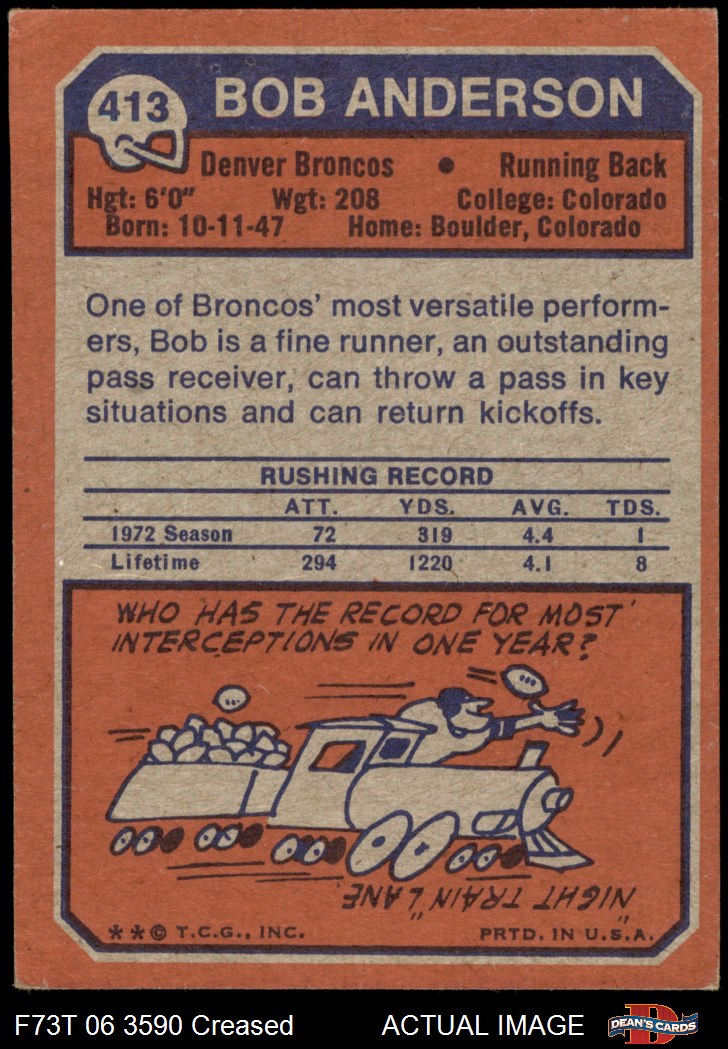 413
BOB ANDERSON
Denver Broncos • Running Back
Hgt: 6'0" Wgt: 208 College: Colorado
Born: 10-11-47 Home: Boulder, Colorado
One of Broncos' most versatile perform-
ers, Bob is a fine runner, an outstanding
pass receiver, can throw a pass in key
situations and can return kickoffs.
RUSHING RECORD
ATT. YDS. AVG. TDS.
1972 Season 72 319 4.4 1
Lifetime 294 1220 4.1 8
WHO HAS THE RECORD FOR MOST
INTERCEPTIONS IN ONE YEAR?
"NIGHT TRAIN" LANE
**© T.C.G., INC. PRTD. IN U.S.A.
F73T 06 3590 Creased ACTUAL IMAGE
D
DEAN'S CARDS